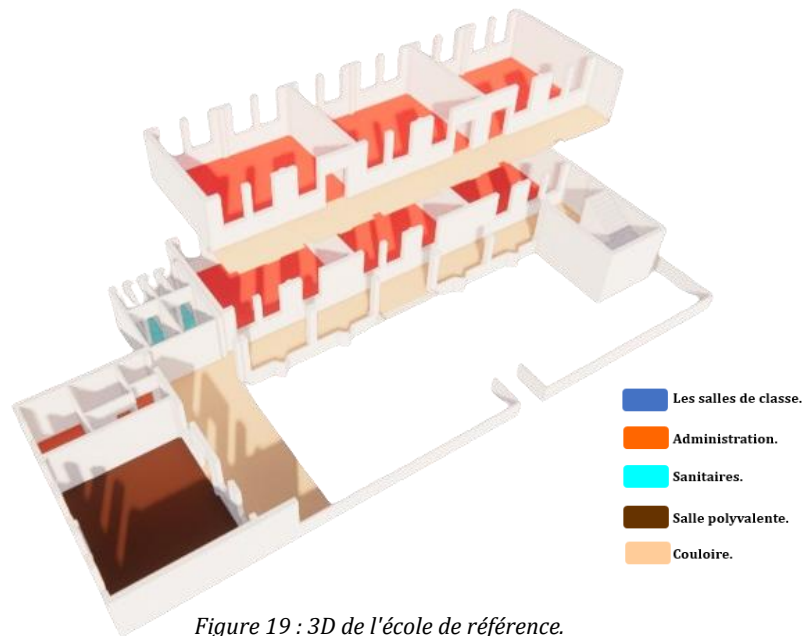 Les salles de classe.
Administration.
Sanitaires.
Salle polyvalente.
Couloire.
Figure 19 : 3D de l'école de référence.